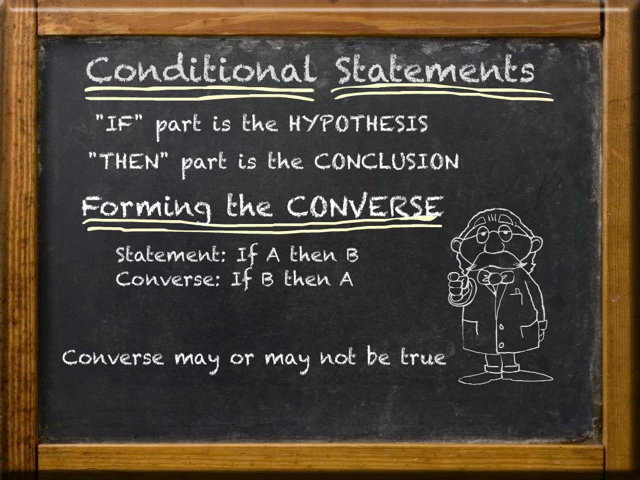 Conditional Statements
"IF" part is the HYPOTHESIS
"THEN" part is the CONCLUSION
Forming the CONVERSE
Statement: If A then B
Converse: If B then A
Converse may or may not be true